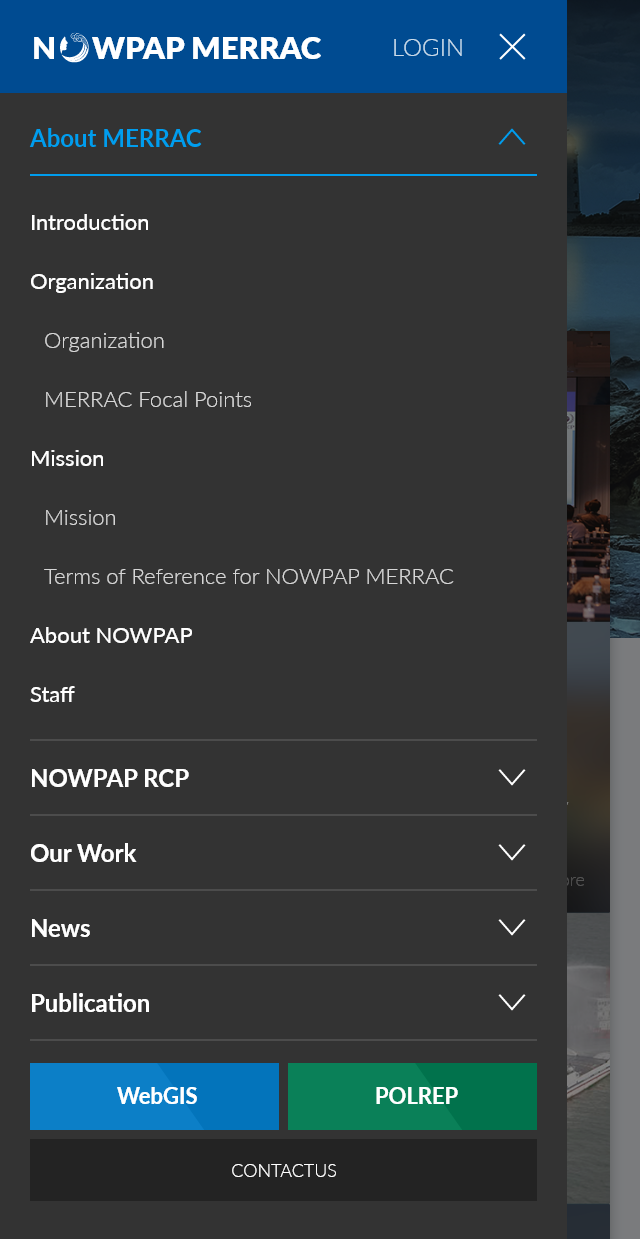 NOWPAP MERRAC
LOGIN
About MERRAC
Introduction
Organization
Organization
MERRAC Focal Points
Mission
Mission
Terms of Reference for NOWPAP MERRAC
About NOWPAP
Staff
NOWPAP RCP
Our Work
News
Publication
WebGIS
POLREP
CONTACTUS